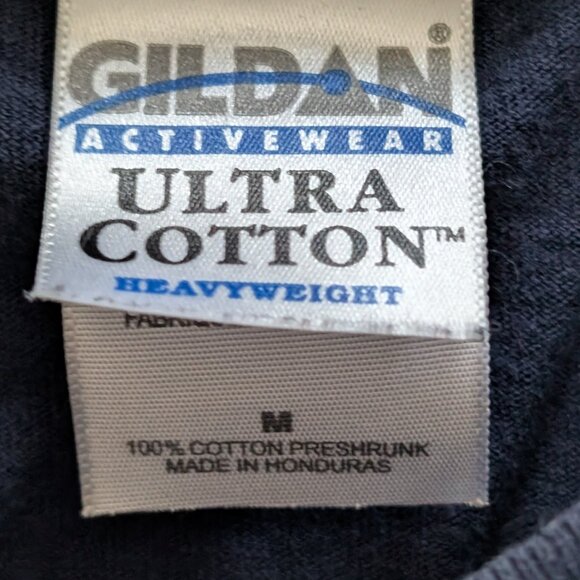 GILDAN®
ACTIVEWEAR
ULTRA
COTTON™
HEAVYWEIGHT
M
100% COTTON PRESHRUNK
MADE IN HONDURAS